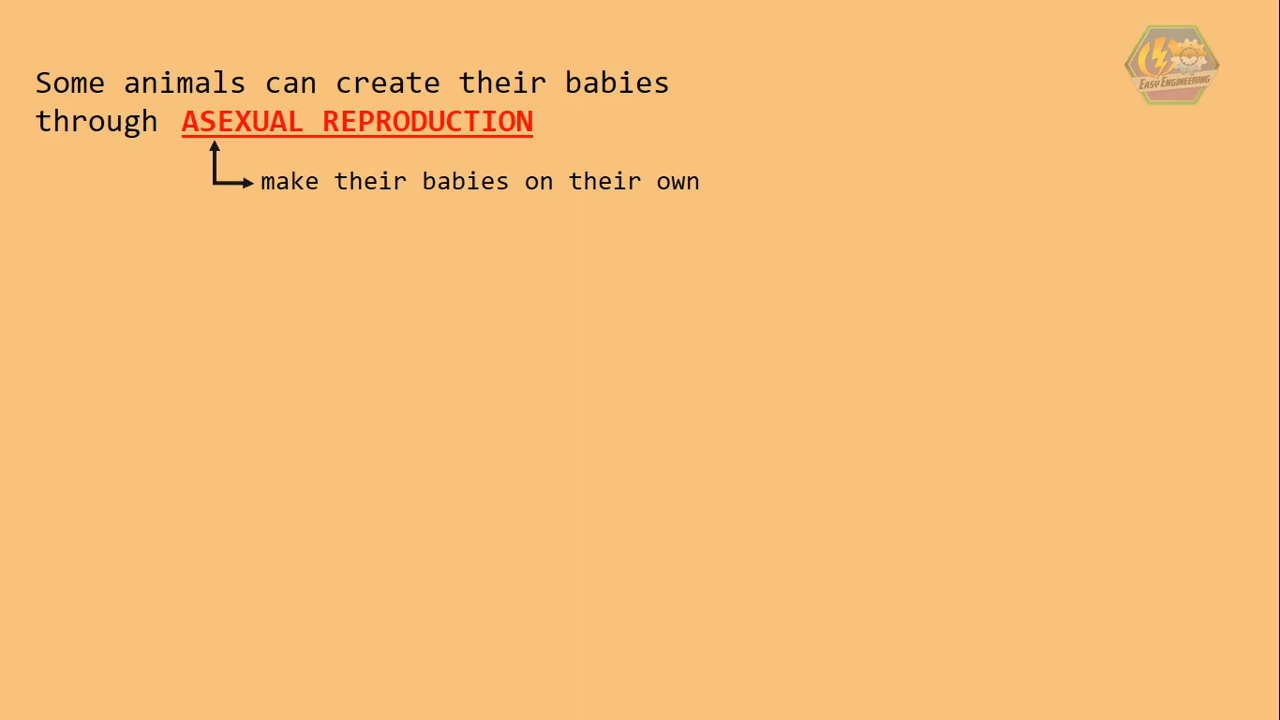 Some animals can create their babies
through ASEXUAL REPRODUCTION
make their babies on their own
EASY ENGINEERING